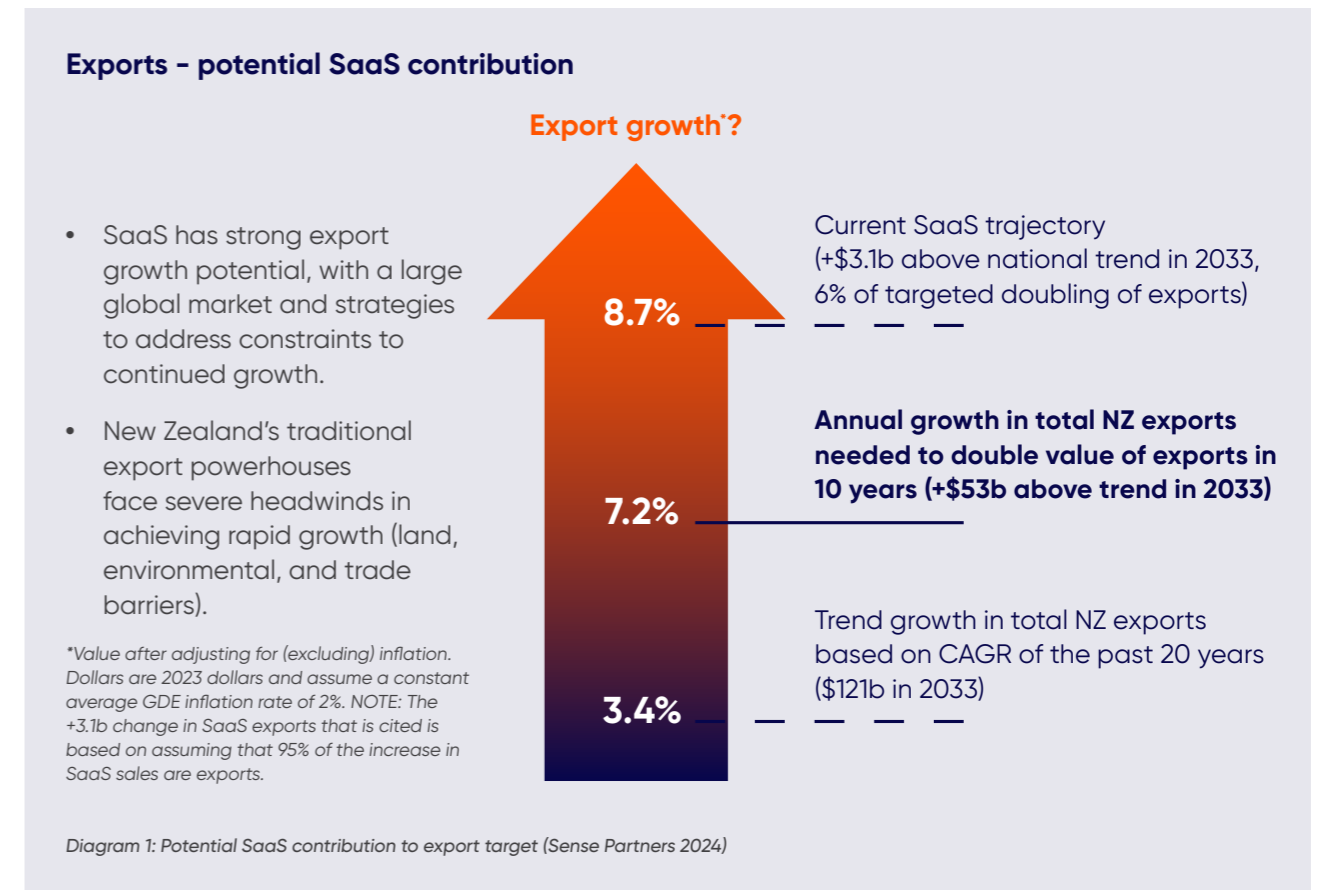 Exports - potential SaaS contribution
Export growth*?
• SaaS has strong export
growth potential, with a large
global market and strategies
to address constraints to
continued growth.
• New Zealand's traditional
export powerhouses
face severe headwinds in
achieving rapid growth (land,
environmental, and trade
barriers).
*Value after adjusting for (excluding) inflation.
Dollars are 2023 dollars and assume a constant
average GDE inflation rate of 2%. NOTE: The
+3.1b change in SaaS exports that is cited is
based on assuming that 95% of the increase in
SaaS sales are exports.
8.7%
Current SaaS trajectory
(+$3.1b above national trend in 2033,
6% of targeted doubling of exports)
7.2%
Annual growth in total NZ exports
needed to double value of exports in
10 years (+$53b above trend in 2033)
3.4%
Trend growth in total NZ exports
based on CAGR of the past 20 years
($121b in 2033)
Diagram 1: Potential SaaS contribution to export target (Sense Partners 2024)